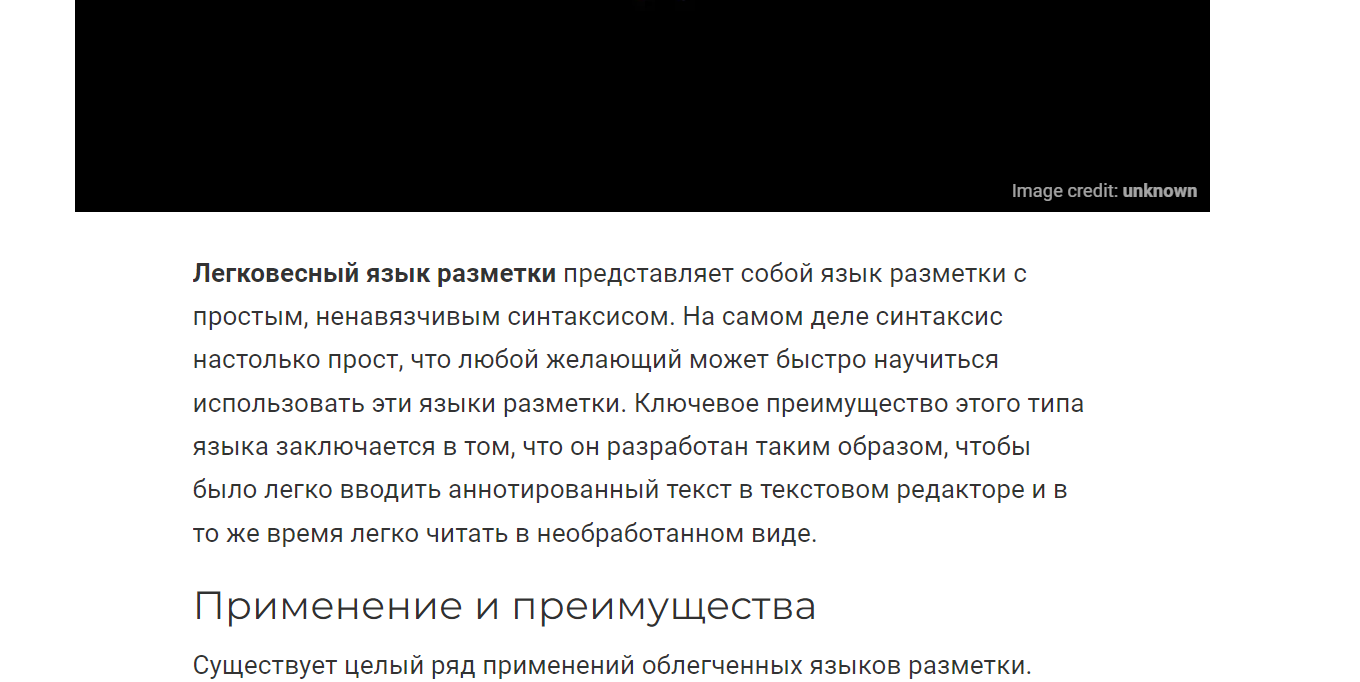 Image credit: unknown
Легковесный язык разметки представляет собой язык разметки с
простым, ненавязчивым синтаксисом. На самом деле синтаксис
настолько прост, что любой желающий может быстро научиться
использовать эти языки разметки. Ключевое преимущество этого типа
языка заключается в том, что он разработан таким образом, чтобы
было легко вводить аннотированный текст в текстовом редакторе и в
то же время легко читать в необработанном виде.
Применение и преимущества
Существует целый ряд применений облегченных языков разметки.